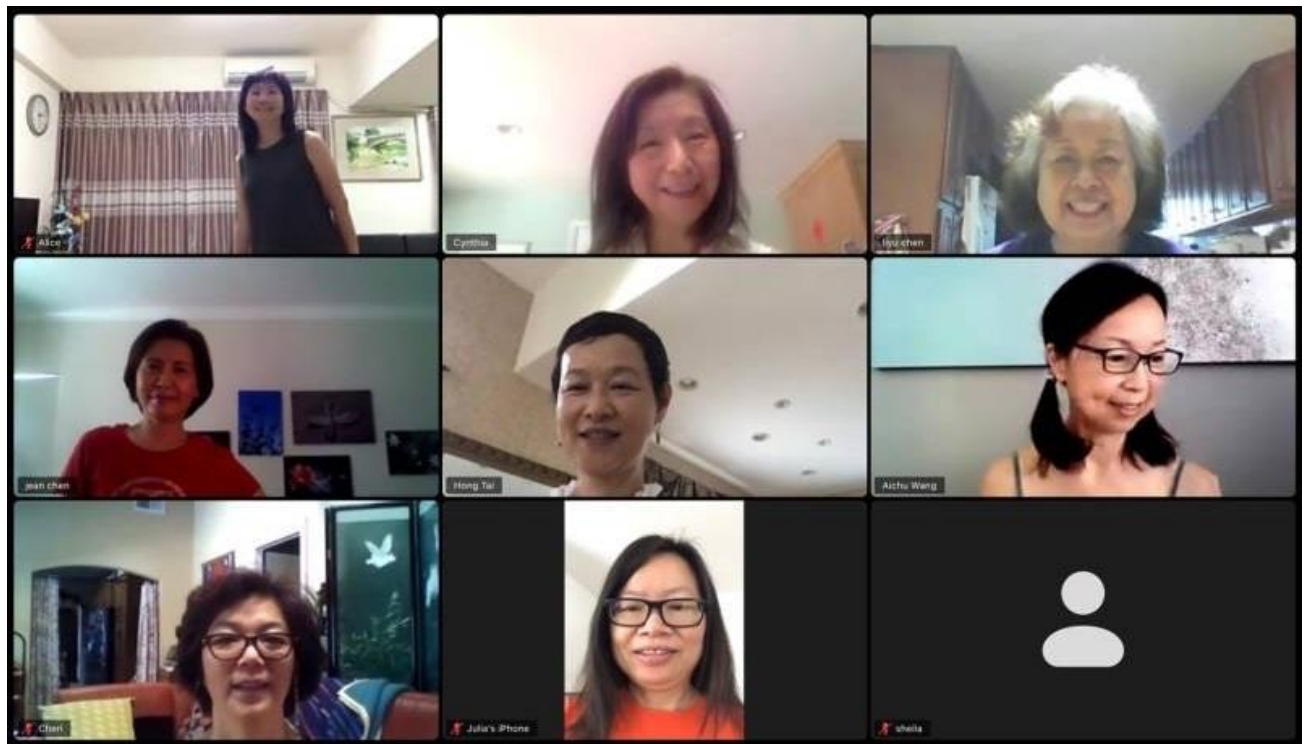 Alice
Cynthia
liyu chen
jean chen
Hong Tai
Aichu Wang
Cheri
Julia's iPhone
sheila